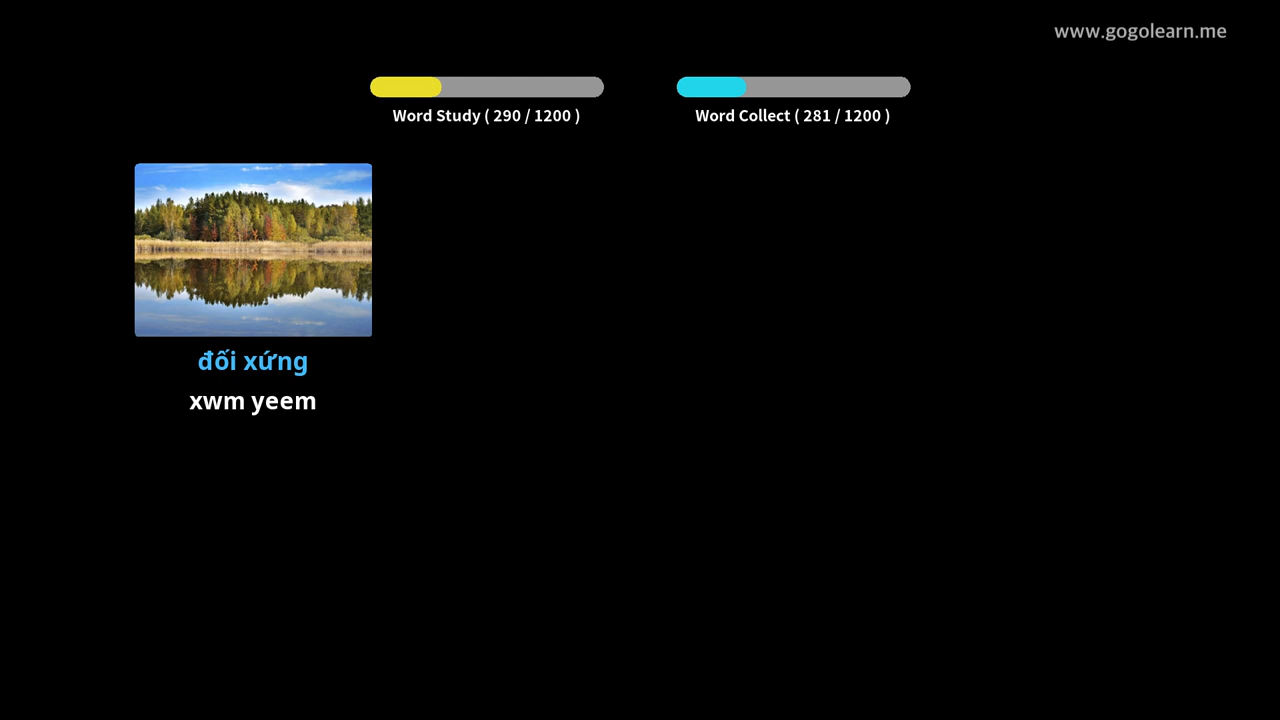 www.gogolearn.me
Word Study ( 290 / 1200 )
Word Collect ( 281 / 1200 )
đối xứng
xwm yeem